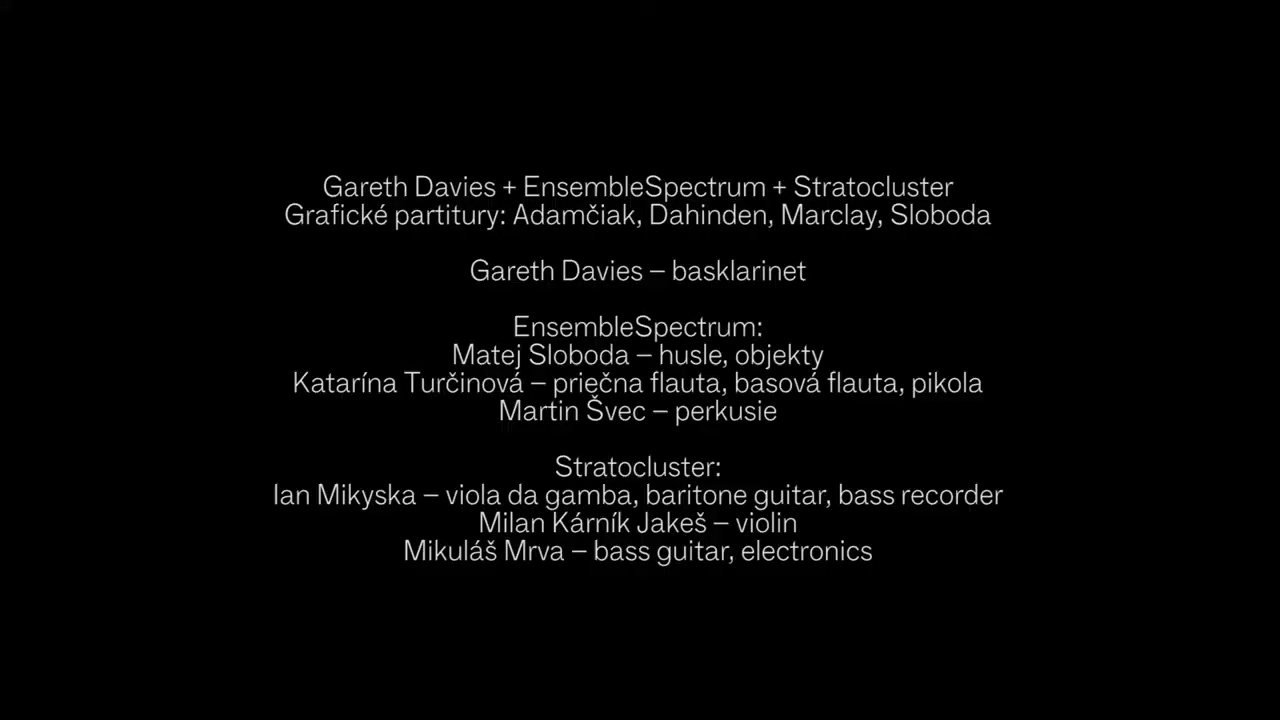 Gareth Davies + EnsembleSpectrum + Stratocluster
Grafické partitury: Adamčiak, Dahinden, Marclay, Sloboda
Gareth Davies – basklarinet
EnsembleSpectrum:
Matej Sloboda – husle, objekty
Katarína Turčinová – priečna flauta, basová flauta, pikola
Martin Švec – perkusie
Stratocluster:
Ian Mikyska – viola da gamba, baritone guitar, bass recorder
Milan Kárník Jakeš – violin
Mikuláš Mrva – bass guitar, electronics